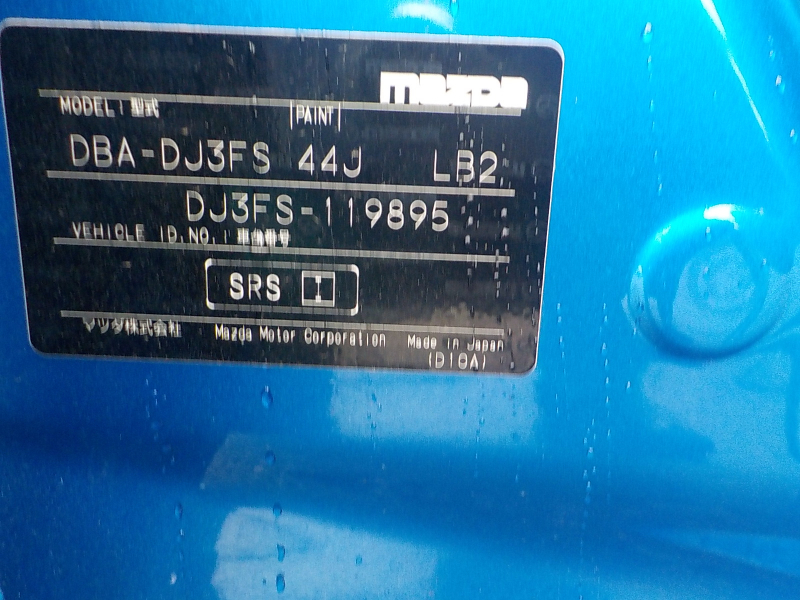 mazda
MODEL:型式 PAINT
DBA-DJ3FS 44J LB2
DJ3FS-119895
VEHICLE ID.NO.:車台番号
SRS I
マツダ株式会社 Mazda Motor Corporation Made in Japan
(D10A)